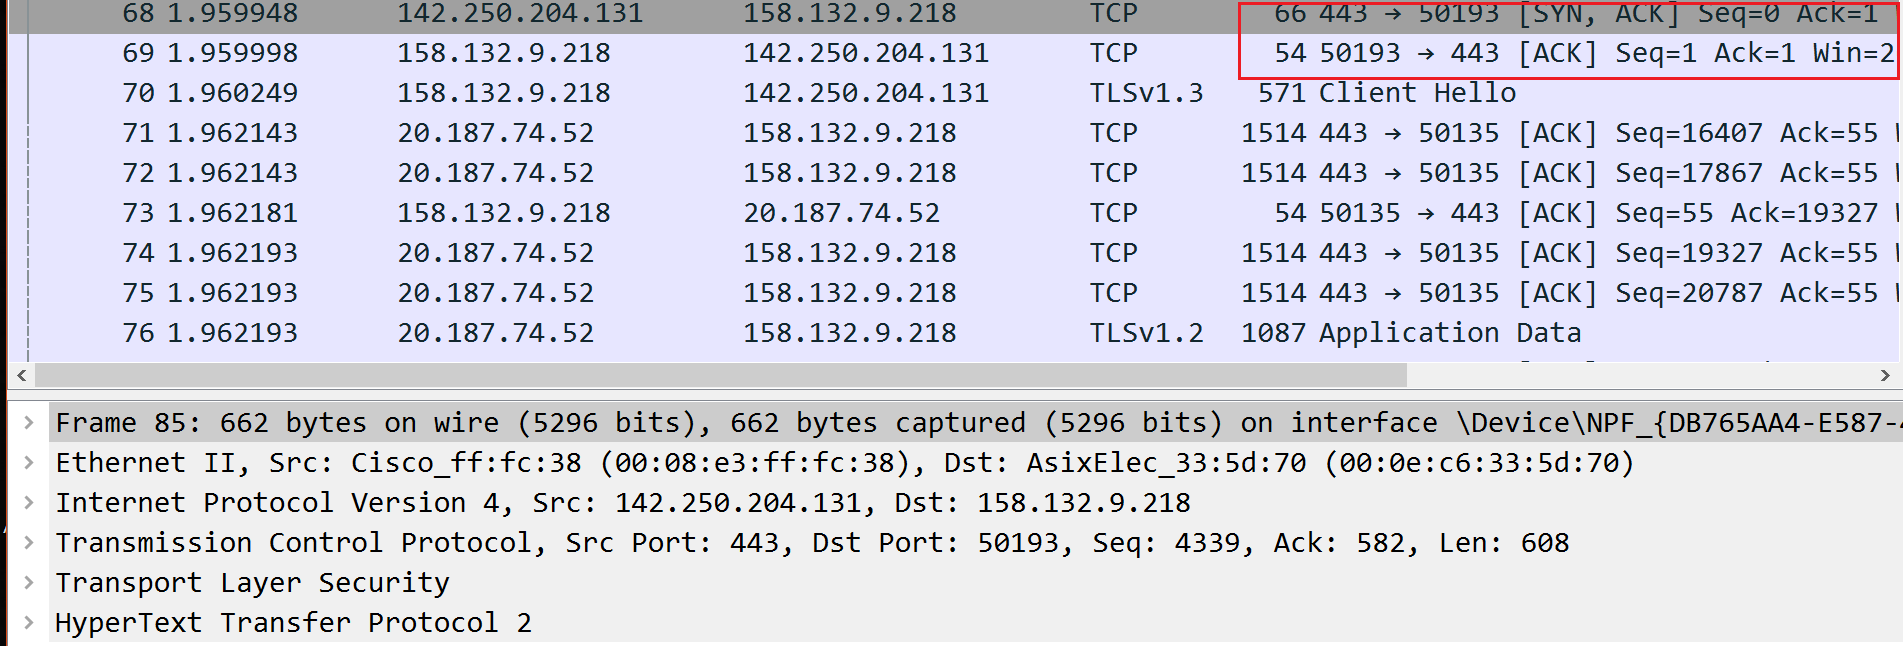 68 1.959948 142.250.204.131 158.132.9.218 TCP 66 443 → 50193 [SYN, ACK] Seq=0 Ack=1
69 1.959998 158.132.9.218 142.250.204.131 TCP 54 50193 → 443 [ACK] Seq=1 Ack=1 Win=2
70 1.960249 158.132.9.218 142.250.204.131 TLSv1.3 571 Client Hello
71 1.962143 20.187.74.52 158.132.9.218 TCP 1514 443 → 50135 [ACK] Seq=16407 Ack=55
72 1.962143 20.187.74.52 158.132.9.218 TCP 1514 443 → 50135 [ACK] Seq=17867 Ack=55
73 1.962181 158.132.9.218 20.187.74.52 TCP 54 50135 → 443 [ACK] Seq=55 Ack=19327
74 1.962193 20.187.74.52 158.132.9.218 TCP 1514 443 → 50135 [ACK] Seq=19327 Ack=55
75 1.962193 20.187.74.52 158.132.9.218 TCP 1514 443 → 50135 [ACK] Seq=20787 Ack=55
76 1.962193 20.187.74.52 158.132.9.218 TLSv1.2 1087 Application Data
Frame 85: 662 bytes on wire (5296 bits), 662 bytes captured (5296 bits) on interface \Device\NPF_{DB765AA4-E587-
Ethernet II, Src: Cisco_ff:fc:38 (00:08:e3:ff:fc:38), Dst: AsixElec_33:5d:70 (00:0e:c6:33:5d:70)
Internet Protocol Version 4, Src: 142.250.204.131, Dst: 158.132.9.218
Transmission Control Protocol, Src Port: 443, Dst Port: 50193, Seq: 4339, Ack: 582, Len: 608
Transport Layer Security
HyperText Transfer Protocol 2